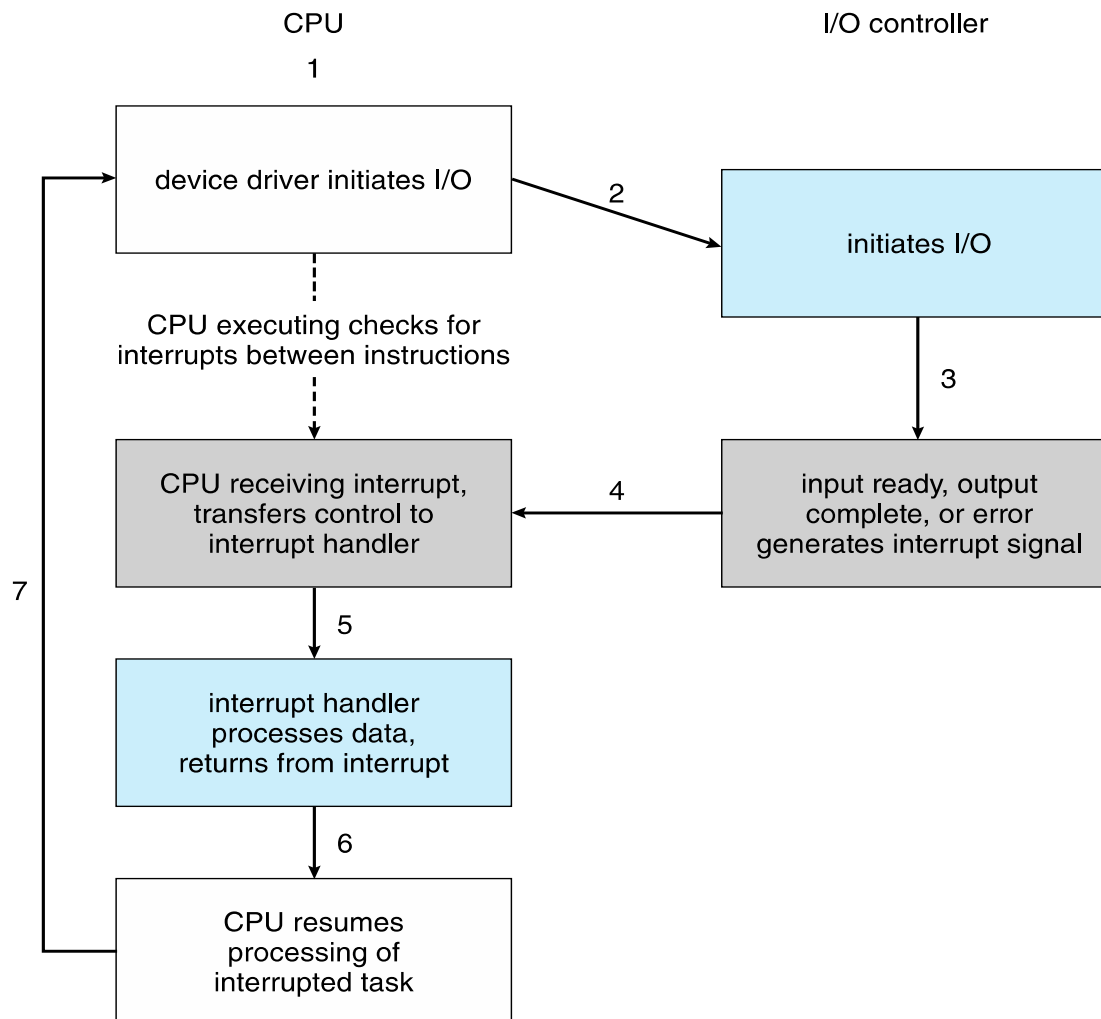 CPU
I/O controller
1
device driver initiates I/O
2
initiates I/O
CPU executing checks for
interrupts between instructions
3
CPU receiving interrupt,
transfers control to
interrupt handler
4
input ready, output
complete, or error
generates interrupt signal
7
5
interrupt handler
processes data,
returns from interrupt
6
CPU resumes
processing of
interrupted task